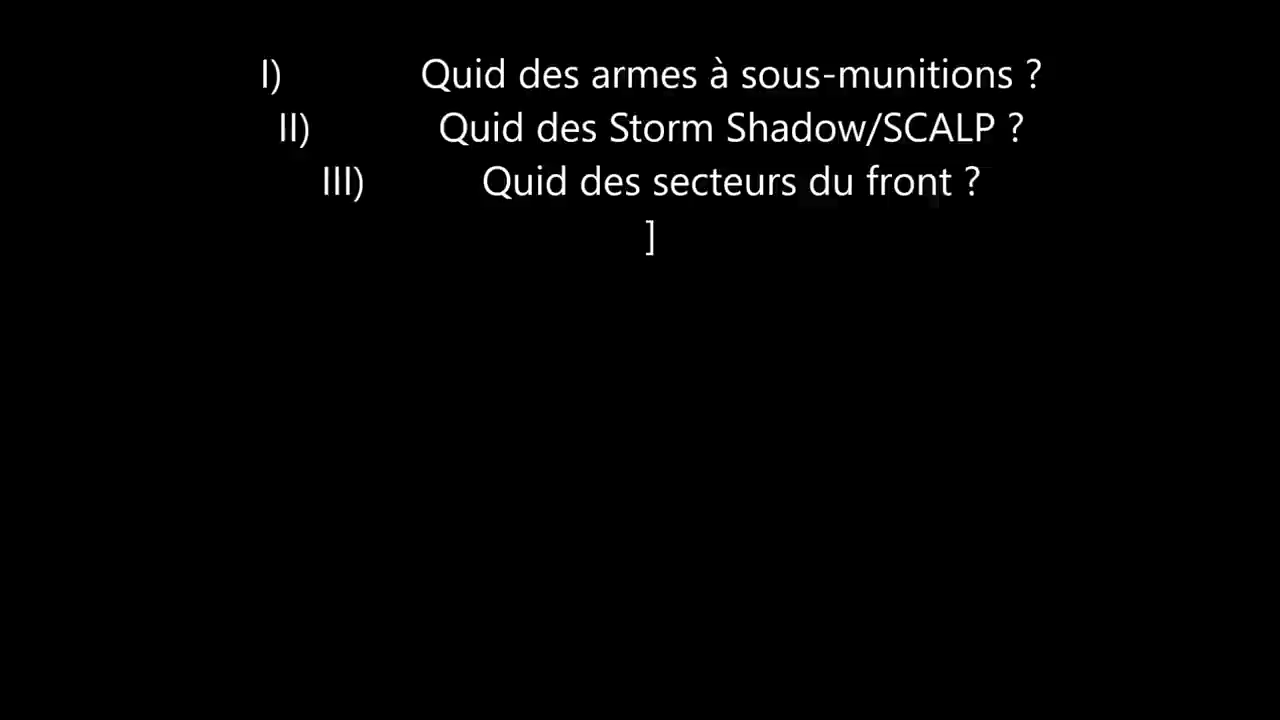 I) Quid des armes à sous-munitions ?
II) Quid des Storm Shadow/SCALP ?
III) Quid des secteurs du front ?
]